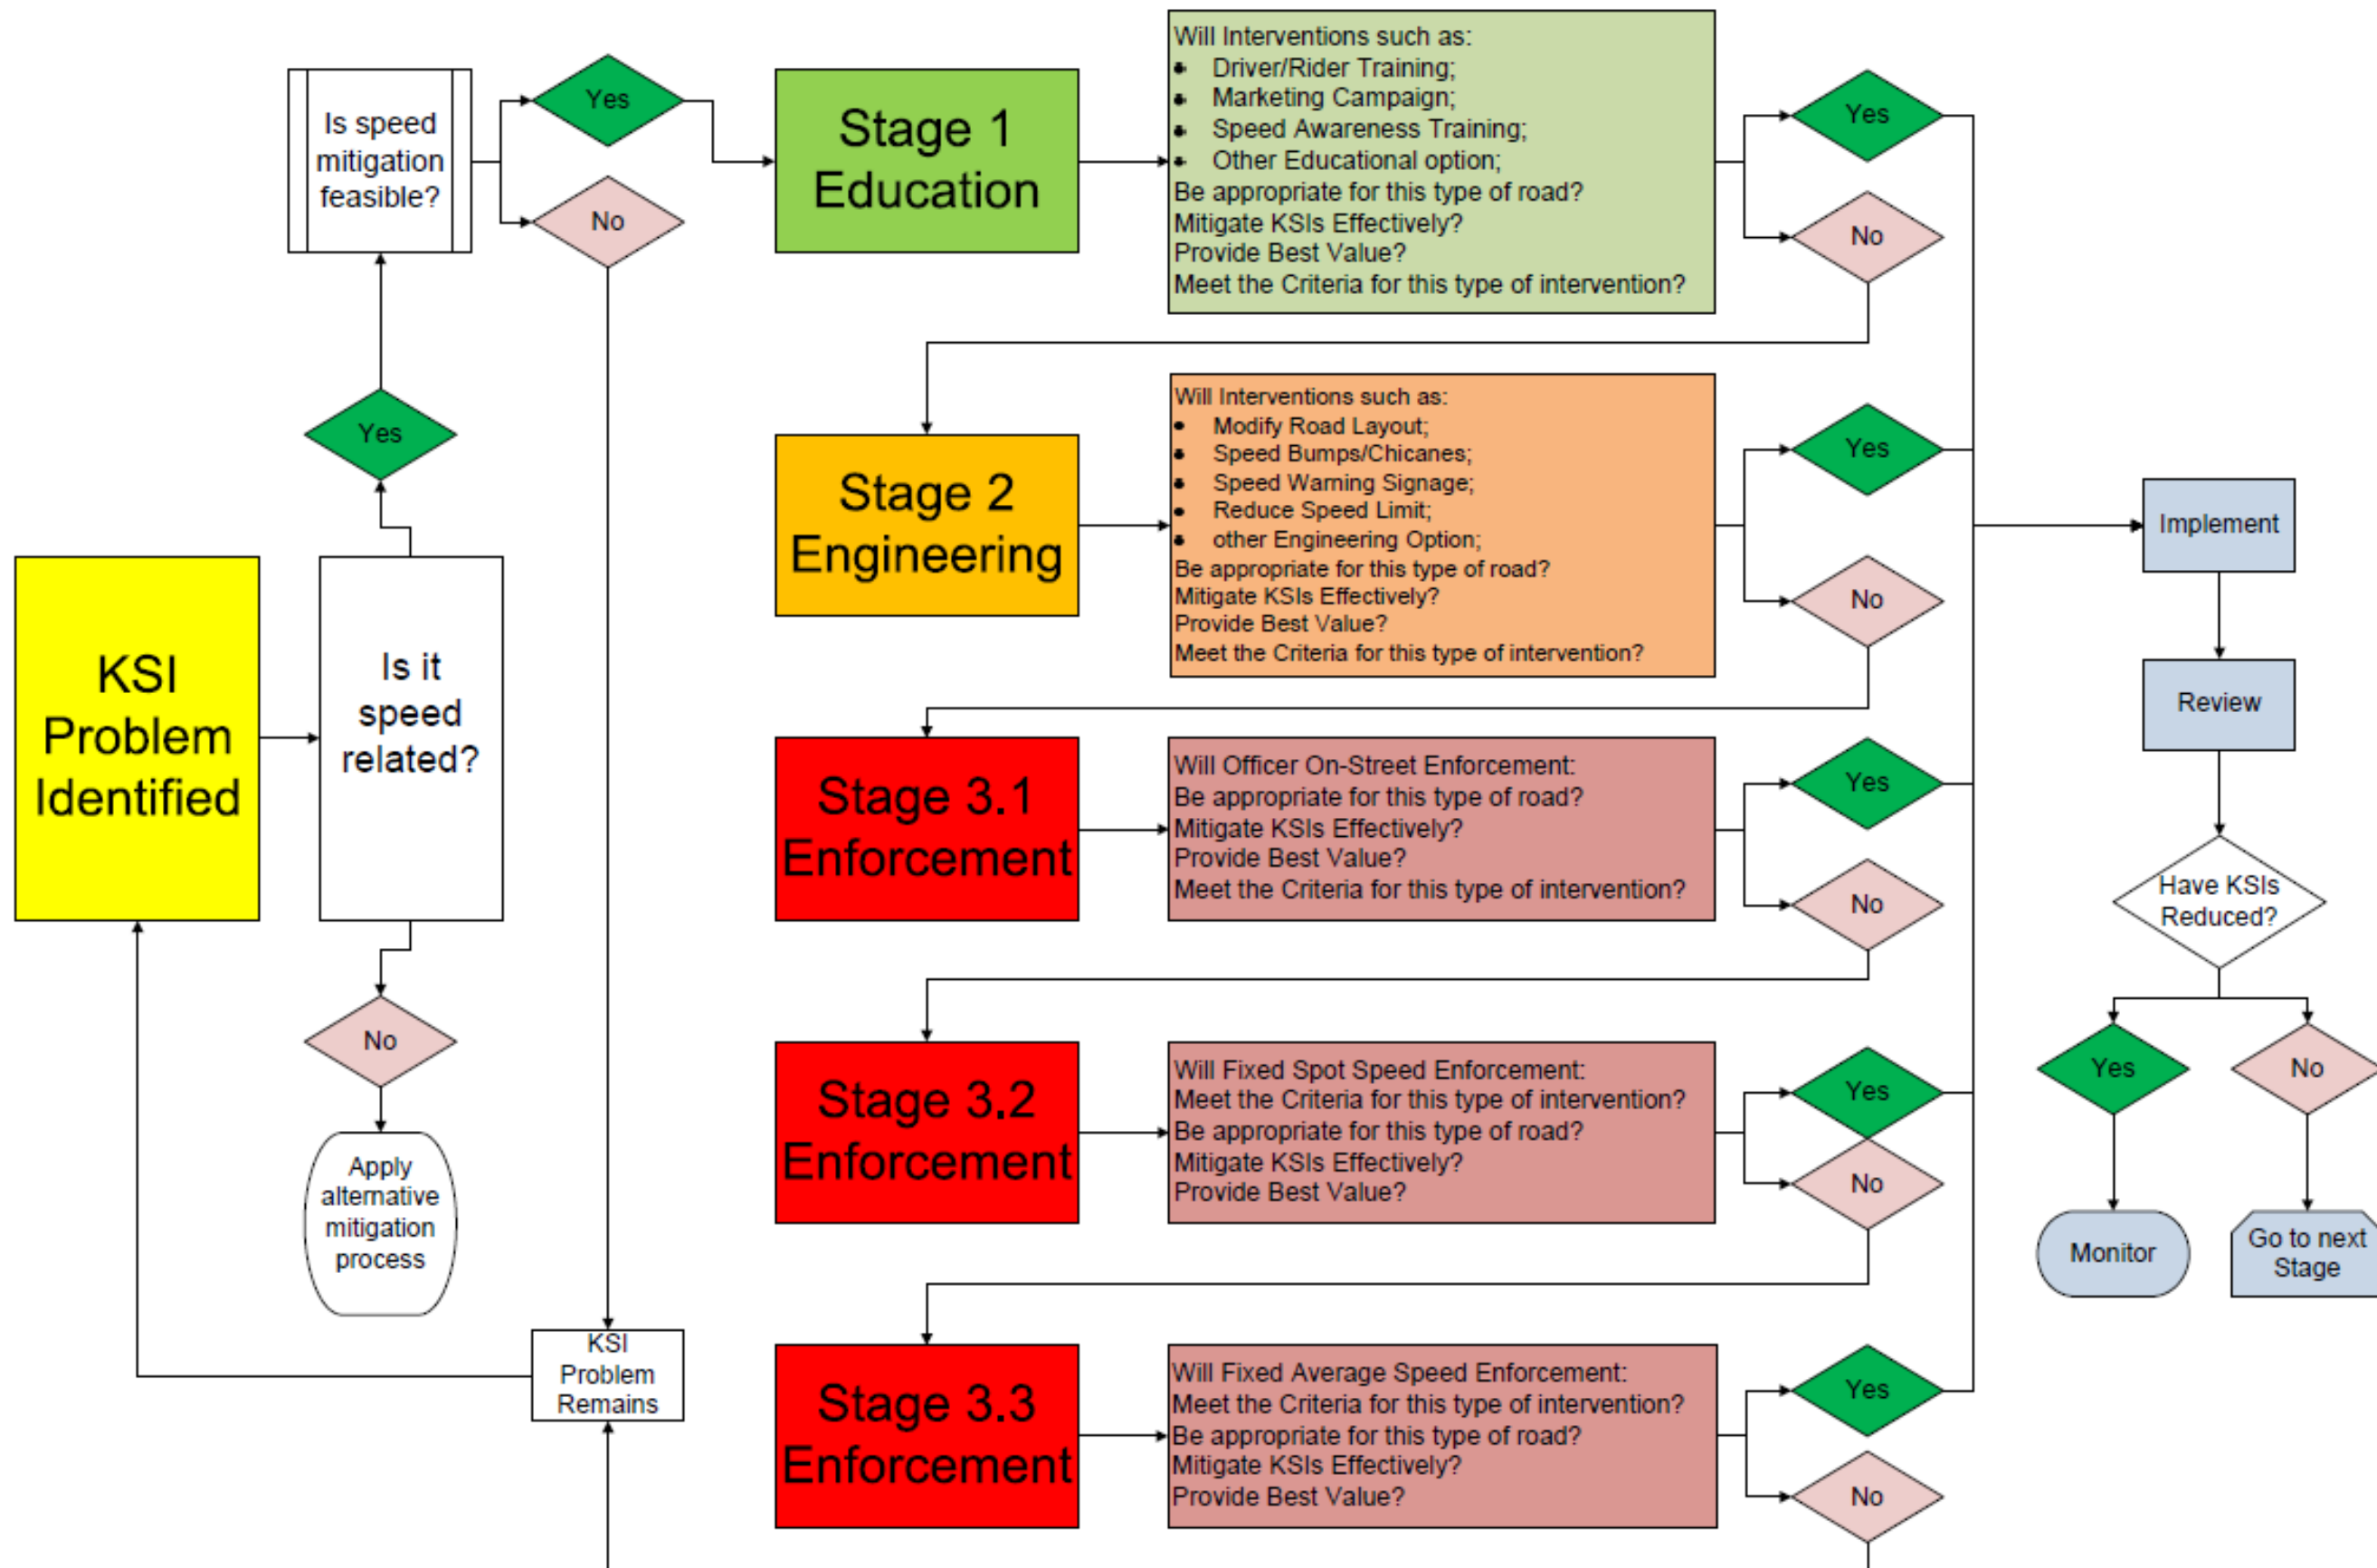 Is speed
mitigation
feasible?
Yes
No
Stage 1
Education
Will Interventions such as:
• Driver/Rider Training;
• Marketing Campaign;
• Speed Awareness Training;
• Other Educational option;
Be appropriate for this type of road?
Mitigate KSIs Effectively?
Provide Best Value?
Meet the Criteria for this type of intervention?
Yes
No
Yes
Stage 2
Engineering
Will Interventions such as:
• Modify Road Layout;
• Speed Bumps/Chicanes;
• Speed Warning Signage;
• Reduce Speed Limit;
• other Engineering Option;
Be appropriate for this type of road?
Mitigate KSIs Effectively?
Provide Best Value?
Meet the Criteria for this type of intervention?
Yes
No
Implement
KSI
Problem
Identified
Is it
speed
related?
Review
Stage 3.1
Enforcement
Will Officer On-Street Enforcement:
Be appropriate for this type of road?
Mitigate KSIs Effectively?
Provide Best Value?
Meet the Criteria for this type of intervention?
Yes
No
Have KSIs
Reduced?
Yes
No
No
Apply
alternative
mitigation
process
Stage 3.2
Enforcement
Will Fixed Spot Speed Enforcement:
Meet the Criteria for this type of intervention?
Be appropriate for this type of road?
Mitigate KSIs Effectively?
Provide Best Value?
Yes
No
Monitor
Go to next
Stage
KSI
Problem
Remains
Stage 3.3
Enforcement
Will Fixed Average Speed Enforcement:
Meet the Criteria for this type of intervention?
Be appropriate for this type of road?
Mitigate KSIs Effectively?
Provide Best Value?
Yes
No